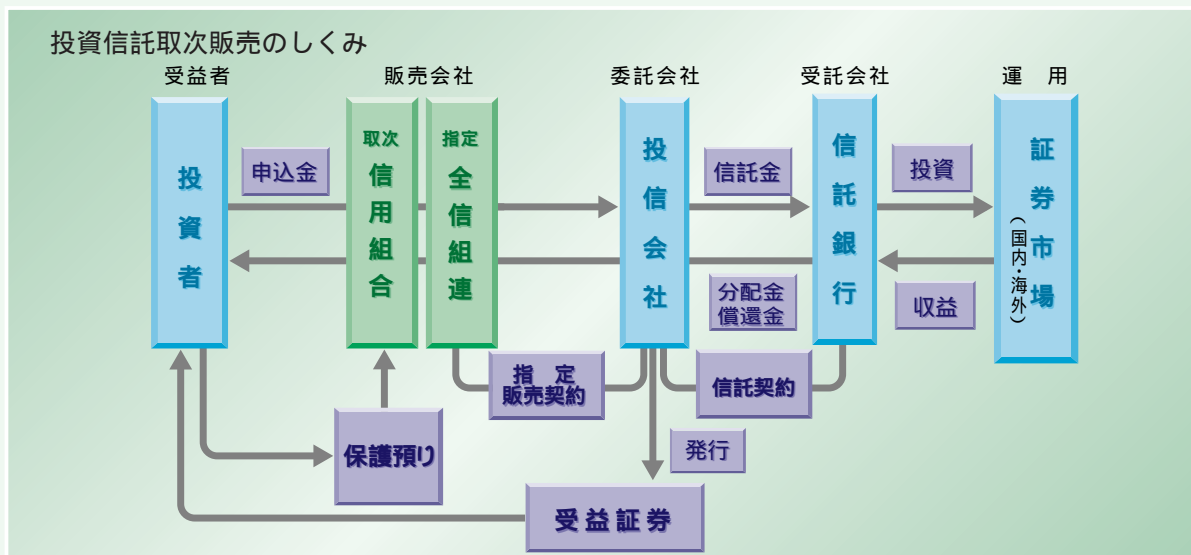 投資信託取次販売のしくみ
受益者
販売会社
委託会社
受託会社
運　用
投資者
申込金
取次
信用組合
指定
全信組連
投信会社
信託金
信託銀行
投資
証券市場
（国内・海外）
分配金
償還金
収益
指　定
販売契約
信託契約
保護預り
発行
受益証券